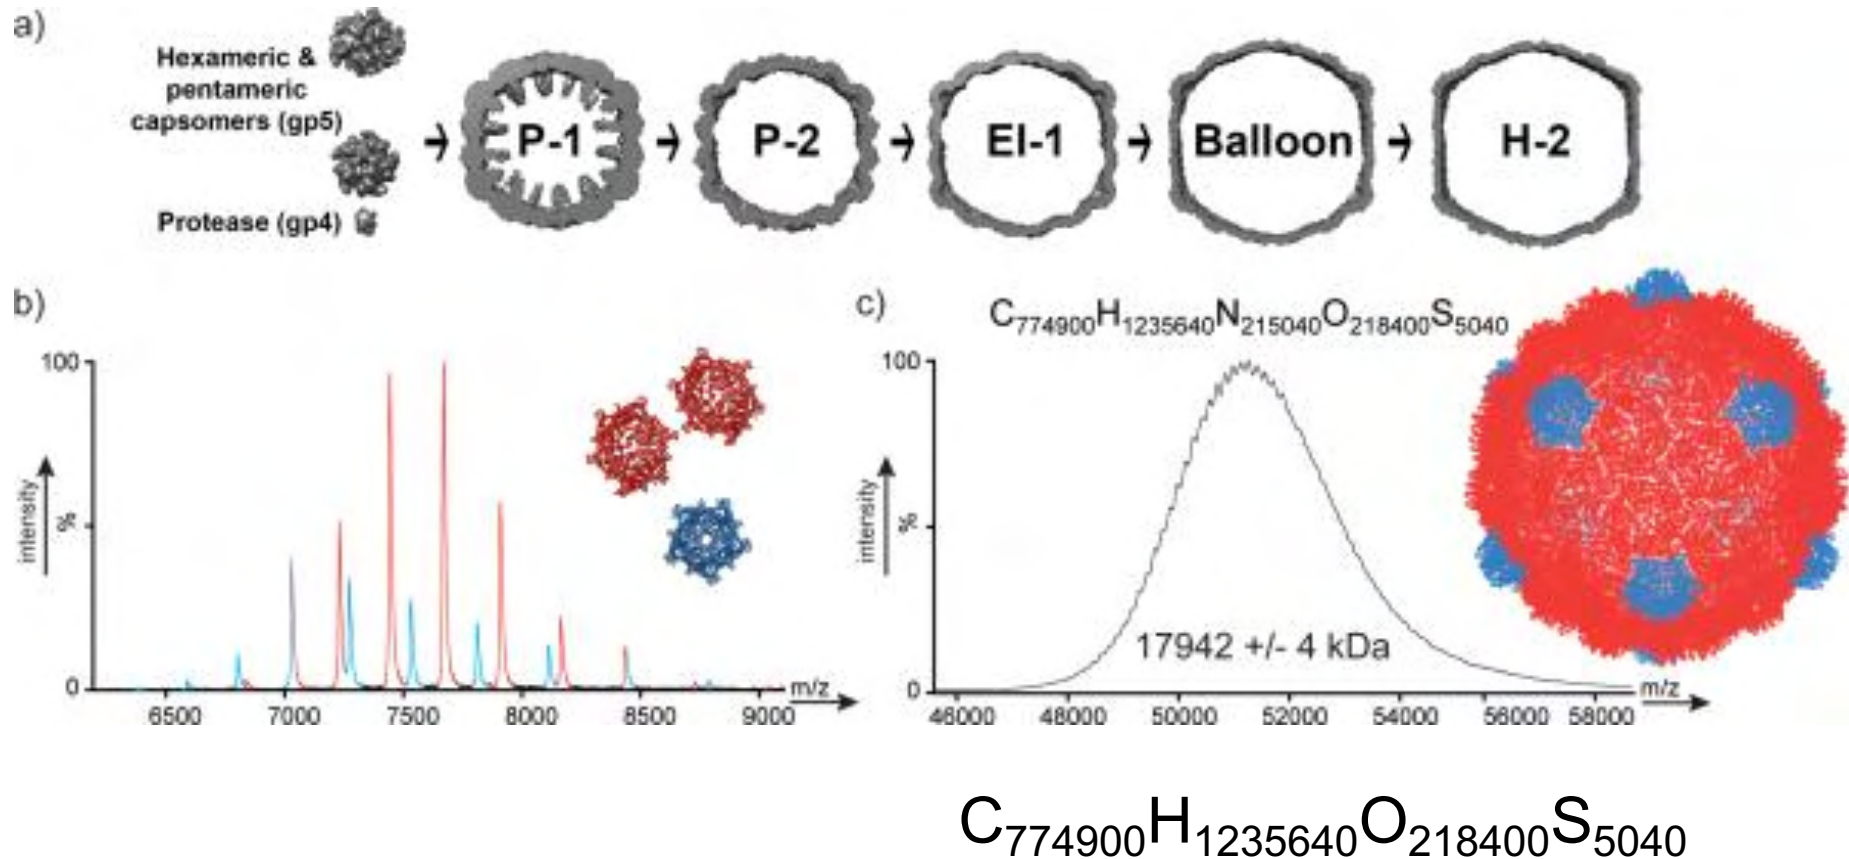 a)
Hexameric &
pentameric
capsomers (gp5)
Protease (gp4)
P-1
P-2
EI-1
Balloon
H-2
b)
100
intensity
%
0
6500 7000 7500 8000 8500 9000
m/z
c)
C774900H1235640N215040O218400S5040
100
intensity
%
0
17942 +/- 4 kDa
46000 48000 50000 52000 54000 56000 58000
m/z
C774900H1235640O218400S5040